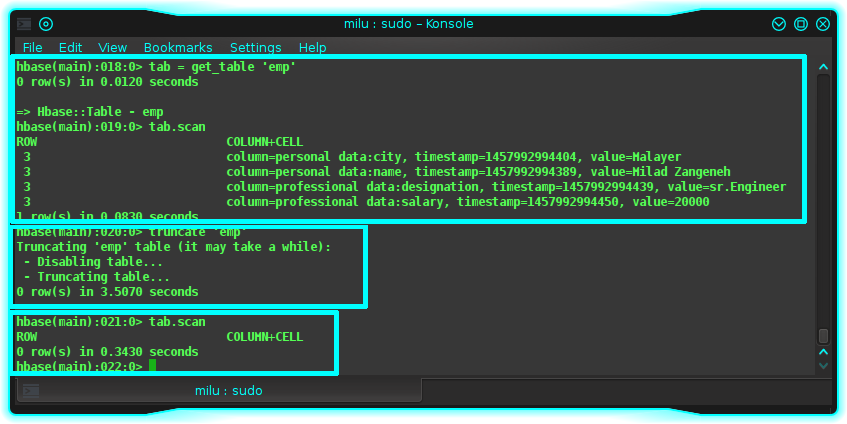 milu : sudo – Konsole
File Edit View Bookmarks Settings Help
hbase(main):018:0> tab = get_table 'emp'
0 row(s) in 0.0120 seconds
=> Hbase::Table - emp
hbase(main):019:0> tab.scan
ROW COLUMN+CELL
3 column=personal data:city, timestamp=1457992994404, value=Malayer
3 column=personal data:name, timestamp=1457992994389, value=Milad Zangeneh
3 column=professional data:designation, timestamp=1457992994439, value=sr.Engineer
3 column=professional data:salary, timestamp=1457992994450, value=20000
1 row(s) in 0.0830 seconds
hbase(main):020:0> truncate 'emp'
Truncating 'emp' table (it may take a while):
- Disabling table...
- Truncating table...
0 row(s) in 3.5070 seconds
hbase(main):021:0> tab.scan
ROW COLUMN+CELL
0 row(s) in 0.3430 seconds
hbase(main):022:0>
milu : sudo